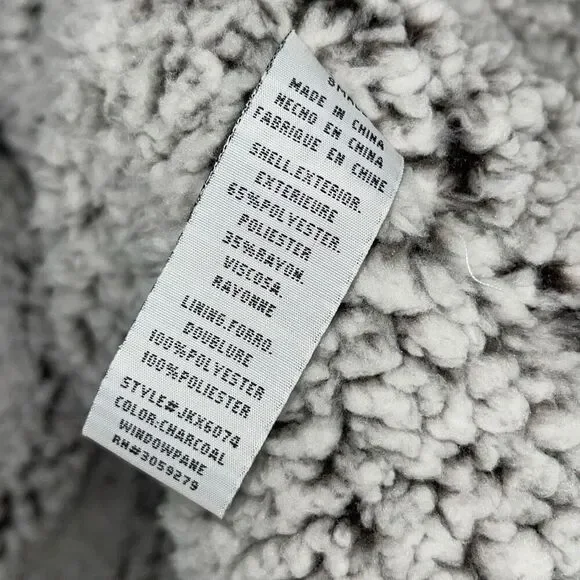 MADE IN CHINA
HECHO EN CHINA
FABRIQUE EN CHINE
SHELL.EXTERIOR.
EXTERIEURE
65%POLYESTER.
POLIESTER
35%RAYON.
VISCOSA.
RAYONNE
LINING.FORRO.
DOUBLURE
100%POLYESTER
100%POLIESTER
STYLE#JKX6074
COLOR:CHARCOAL
WINDOWPANE
RN#3059279